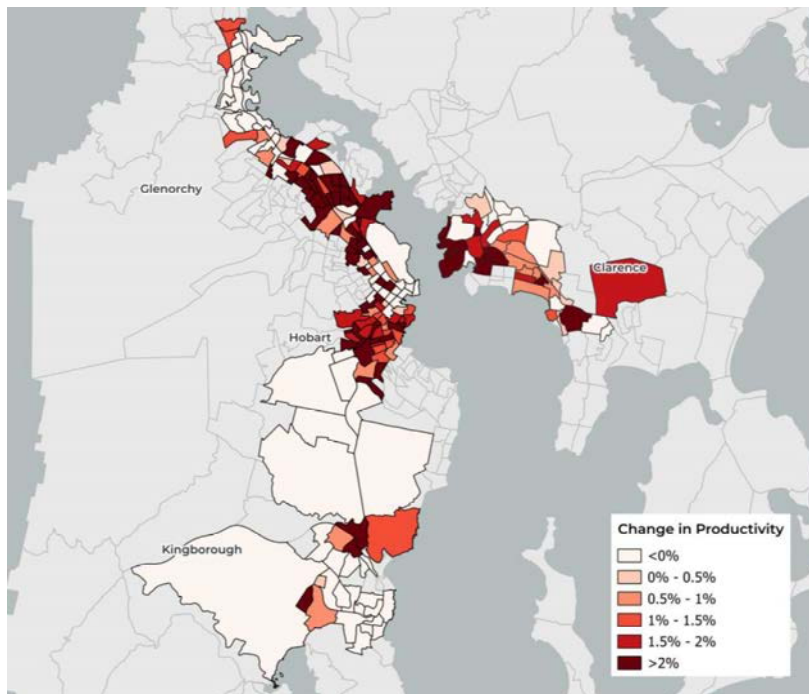 Glenorchy
Clarence
Hobart
Kingborough
Change in Productivity
<0%
0% - 0.5%
0.5% - 1%
1% - 1.5%
1.5% - 2%
>2%